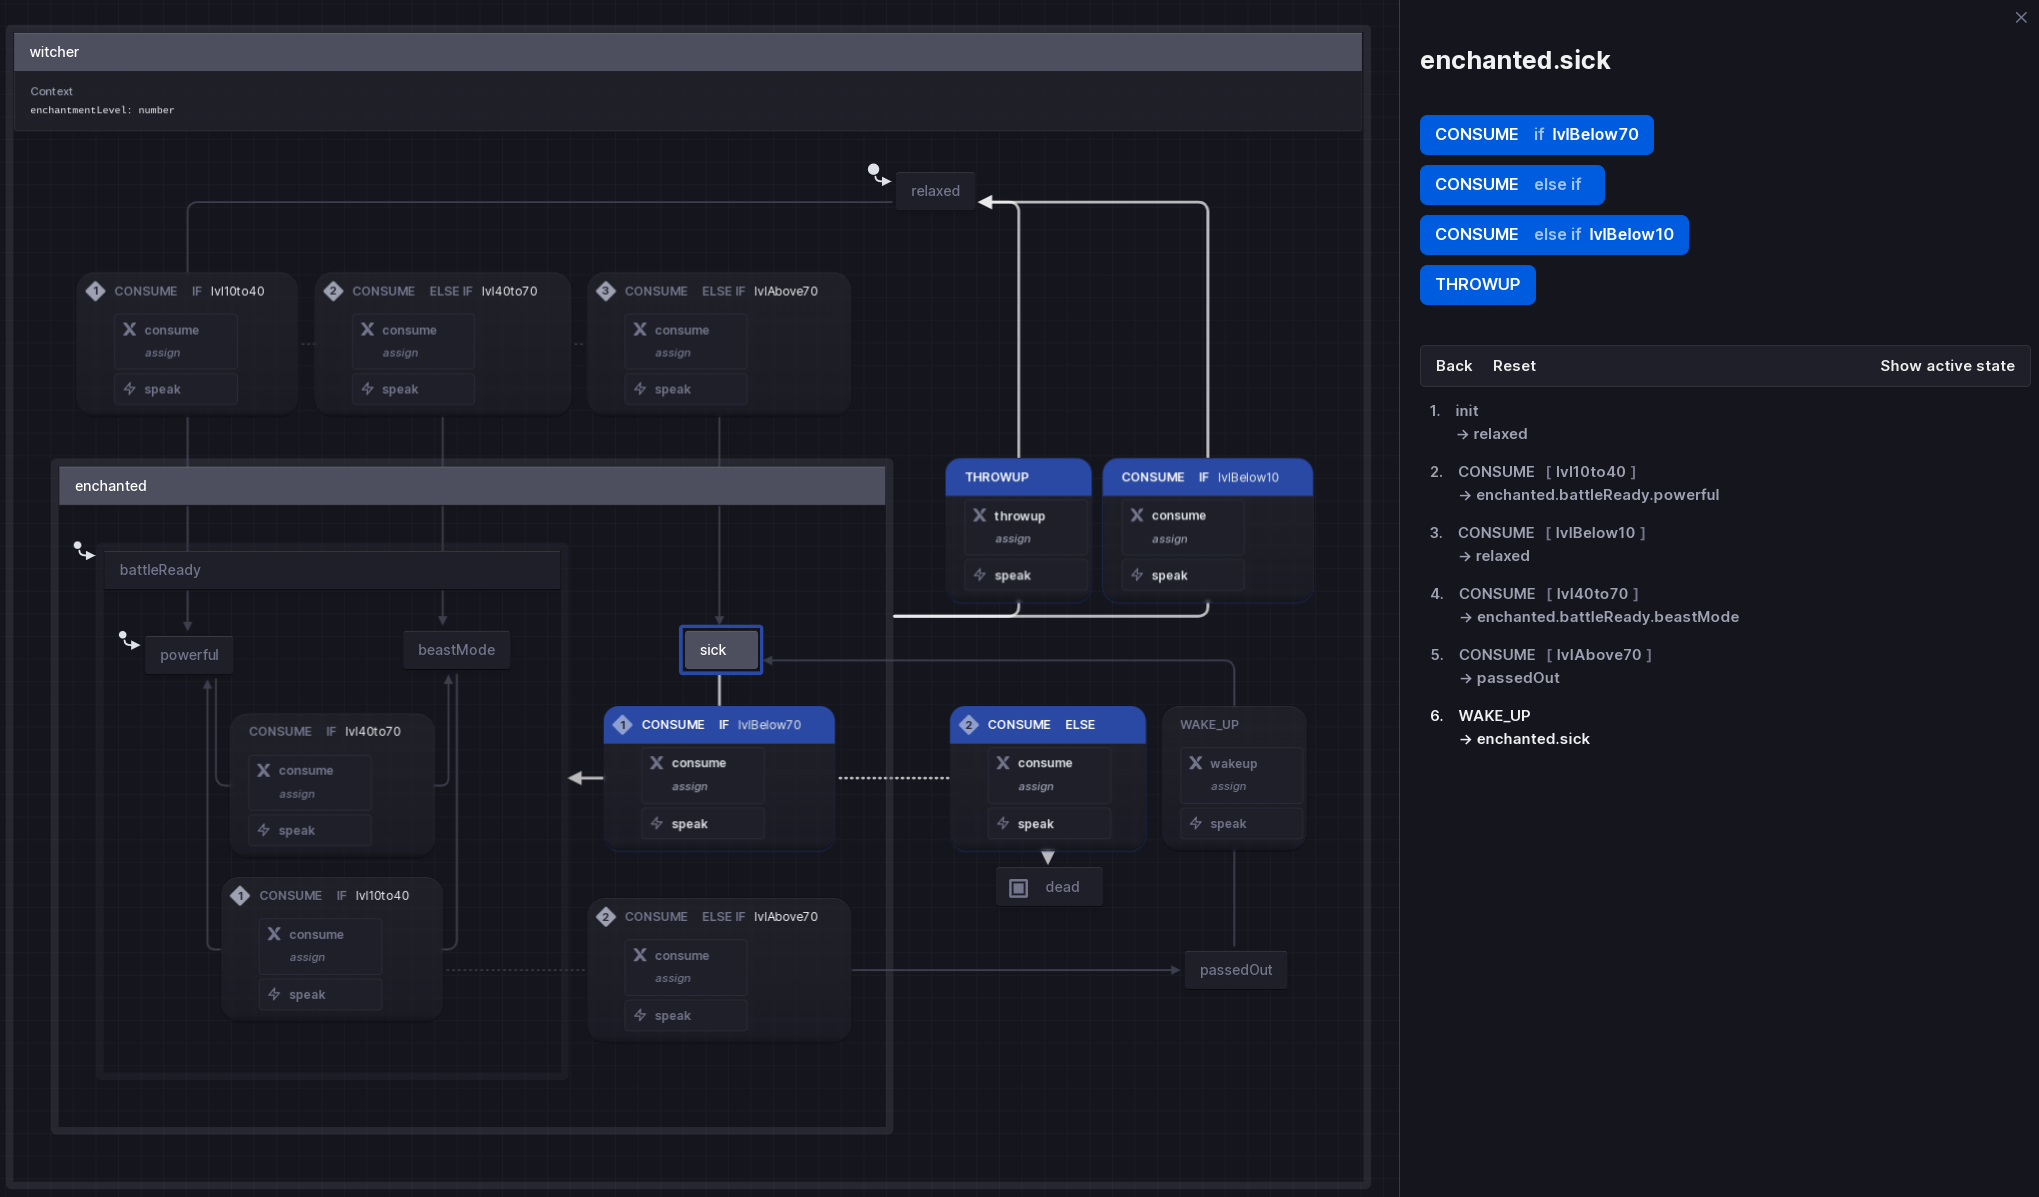 witcher
Context
enchantmentLevel: number
relaxed
1 CONSUME IF lvl10to40
consume
assign
speak
2 CONSUME ELSE IF lvl40to70
consume
assign
speak
3 CONSUME ELSE IF lvlAbove70
consume
assign
speak
enchanted
THROWUP
throwup
assign
speak
CONSUME IF lvlBelow10
consume
assign
speak
battleReady
powerful
beastMode
sick
CONSUME IF lvl40to70
consume
assign
speak
1 CONSUME IF lvlBelow70
consume
assign
speak
2 CONSUME ELSE
consume
assign
speak
WAKE_UP
wakeup
assign
speak
1 CONSUME IF lvl10to40
consume
assign
speak
2 CONSUME ELSE IF lvlAbove70
consume
assign
speak
dead
passedOut
enchanted.sick
CONSUME if lvlBelow70
CONSUME else if
CONSUME else if lvlBelow10
THROWUP
Back Reset Show active state
1. init
→ relaxed
2. CONSUME [ lvl10to40 ]
→ enchanted.battleReady.powerful
3. CONSUME [ lvlBelow10 ]
→ relaxed
4. CONSUME [ lvl40to70 ]
→ enchanted.battleReady.beastMode
5. CONSUME [ lvlAbove70 ]
→ passedOut
6. WAKE_UP
→ enchanted.sick